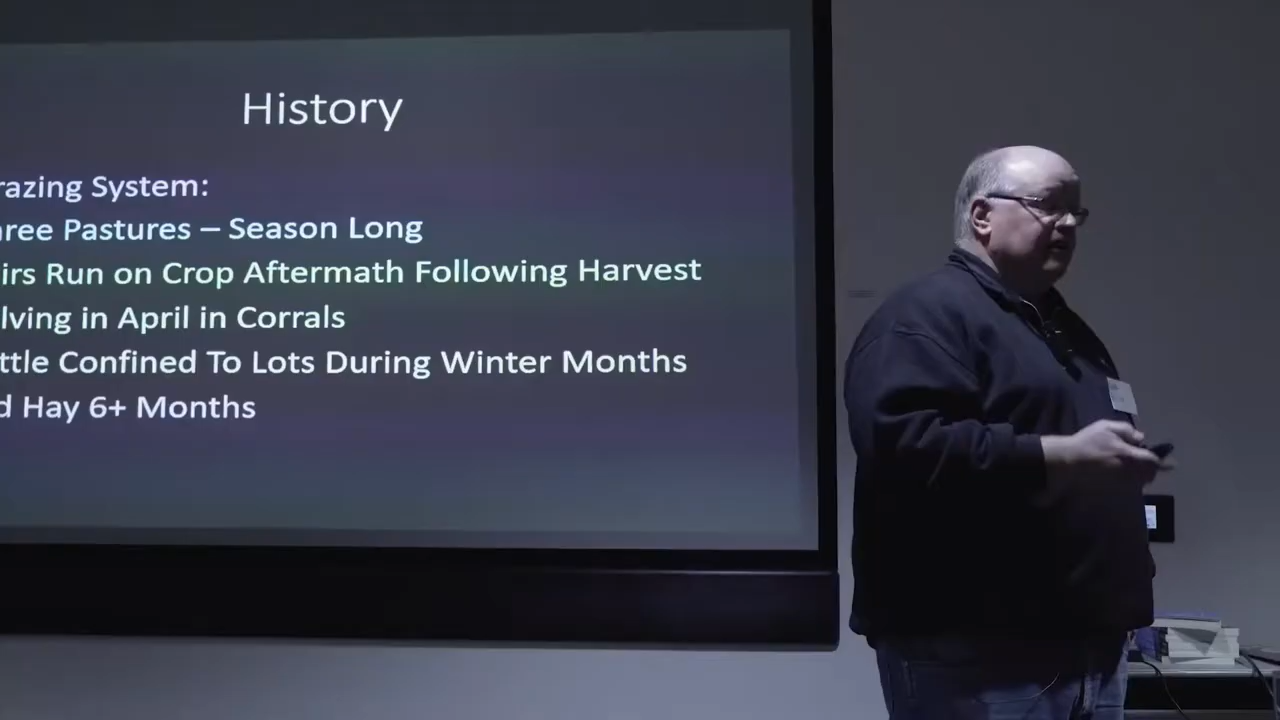 History
razing System:
ree Pastures – Season Long
irs Run on Crop Aftermath Following Harvest
lving in April in Corrals
ttle Confined To Lots During Winter Months
d Hay 6+ Months